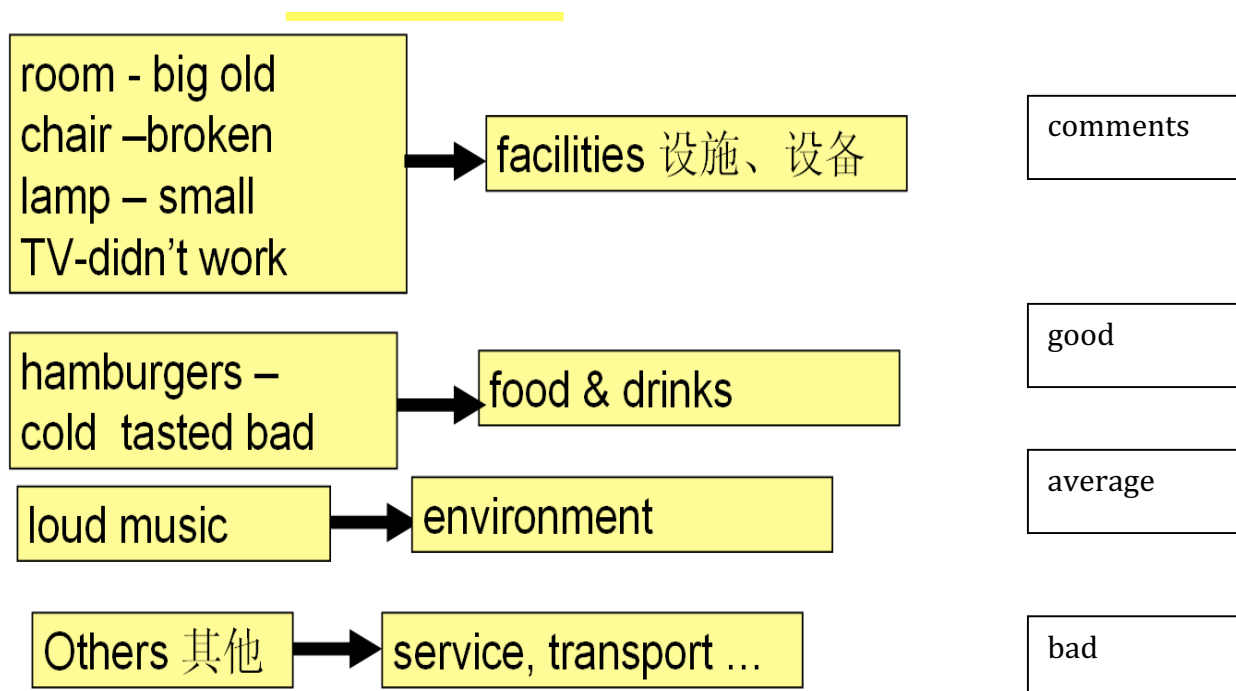 room - big old
chair –broken
lamp – small
TV-didn't work
facilities 设施、设备
comments
hamburgers –
cold  tasted bad
food & drinks
good
loud music
environment
average
Others 其他
service, transport ...
bad